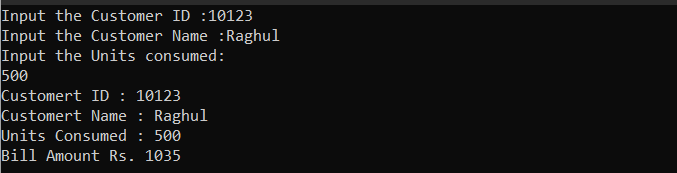 Input the Customer ID :10123
Input the Customer Name :Raghul
Input the Units consumed:
500
Customert ID : 10123
Customert Name : Raghul
Units Consumed : 500
Bill Amount Rs. 1035